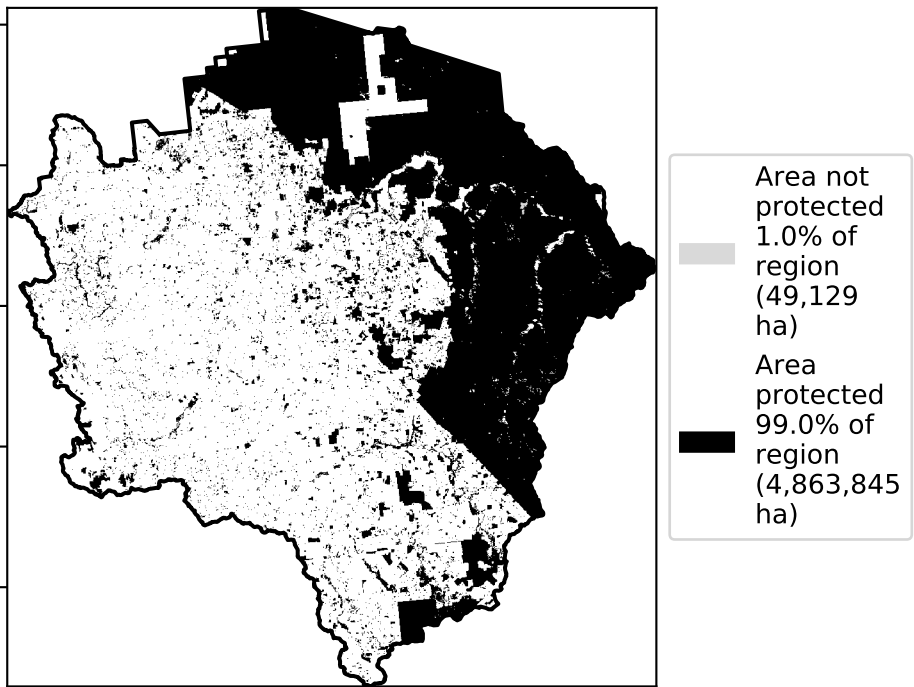 Area not
protected
1.0% of
region
(49,129
ha)
Area
protected
99.0% of
region
(4,863,845
ha)